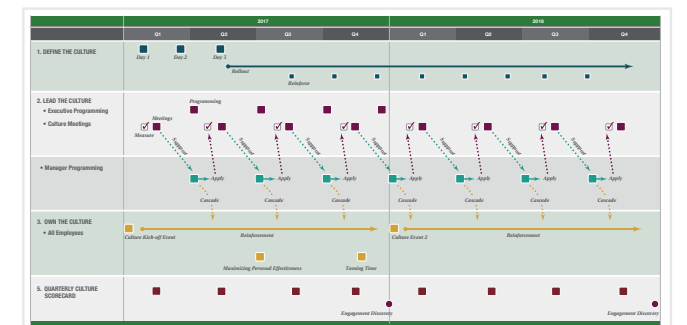 2017 2018
Q1 Q2 Q3 Q4 Q1 Q2 Q3 Q4
1. DEFINE THE CULTURE
Day 1 Day 2 Day 3
Rollout
Reinforce
2. LEAD THE CULTURE
• Executive Programming
• Culture Meetings
Programming
Meetings
Measure
Support Support Support Support Support Support Support
• Manager Programming
Apply Apply Apply Apply Apply Apply Apply
Cascade Cascade Cascade Cascade Cascade Cascade Cascade
3. OWN THE CULTURE
• All Employees
Culture Kick-off Event Reinforcement Culture Event 2 Reinforcement
Maximizing Personal Effectiveness Taming Time
5. QUARTERLY CULTURE
SCORECARD
Engagement Discovery Engagement Discovery